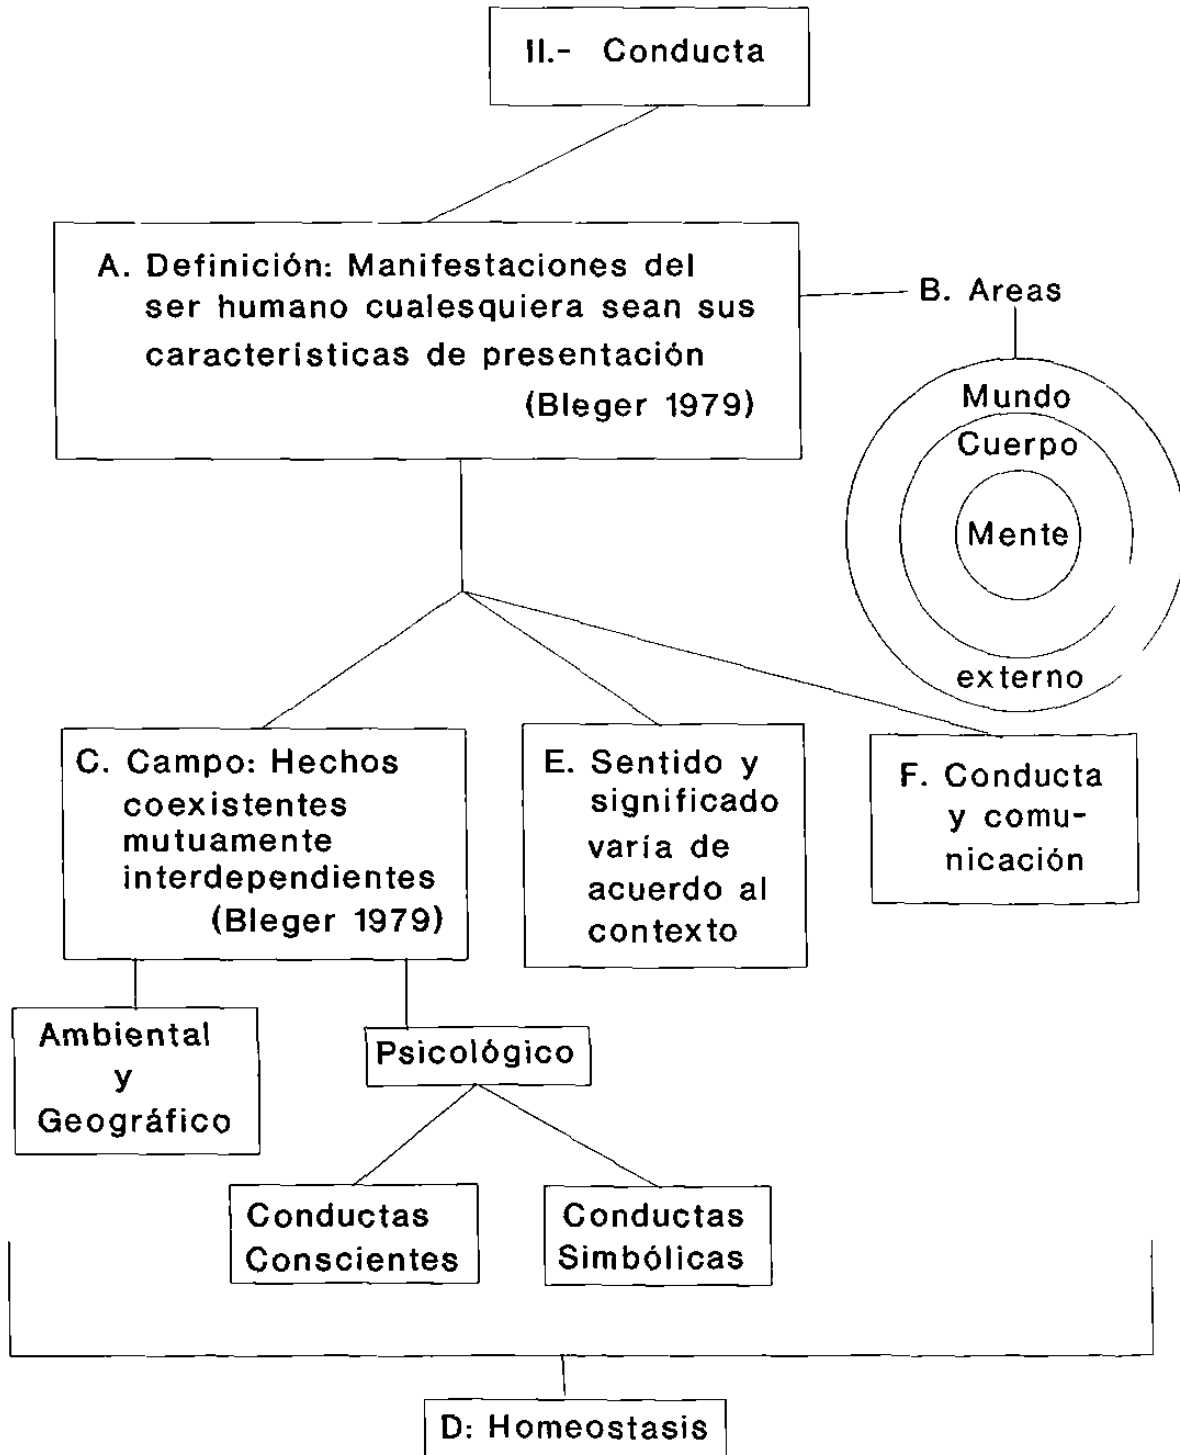 II.- Conducta
A. Definición: Manifestaciones del
ser humano cualesquiera sean sus
características de presentación
(Bleger 1979)
B. Areas
Mundo
Cuerpo
Mente
externo
C. Campo: Hechos
coexistentes
mutuamente
interdependientes
(Bleger 1979)
E. Sentido y
significado
varía de
acuerdo al
contexto
F. Conducta
y comu-
nicación
Ambiental
y
Geográfico
Psicológico
Conductas
Conscientes
Conductas
Simbólicas
D: Homeostasis